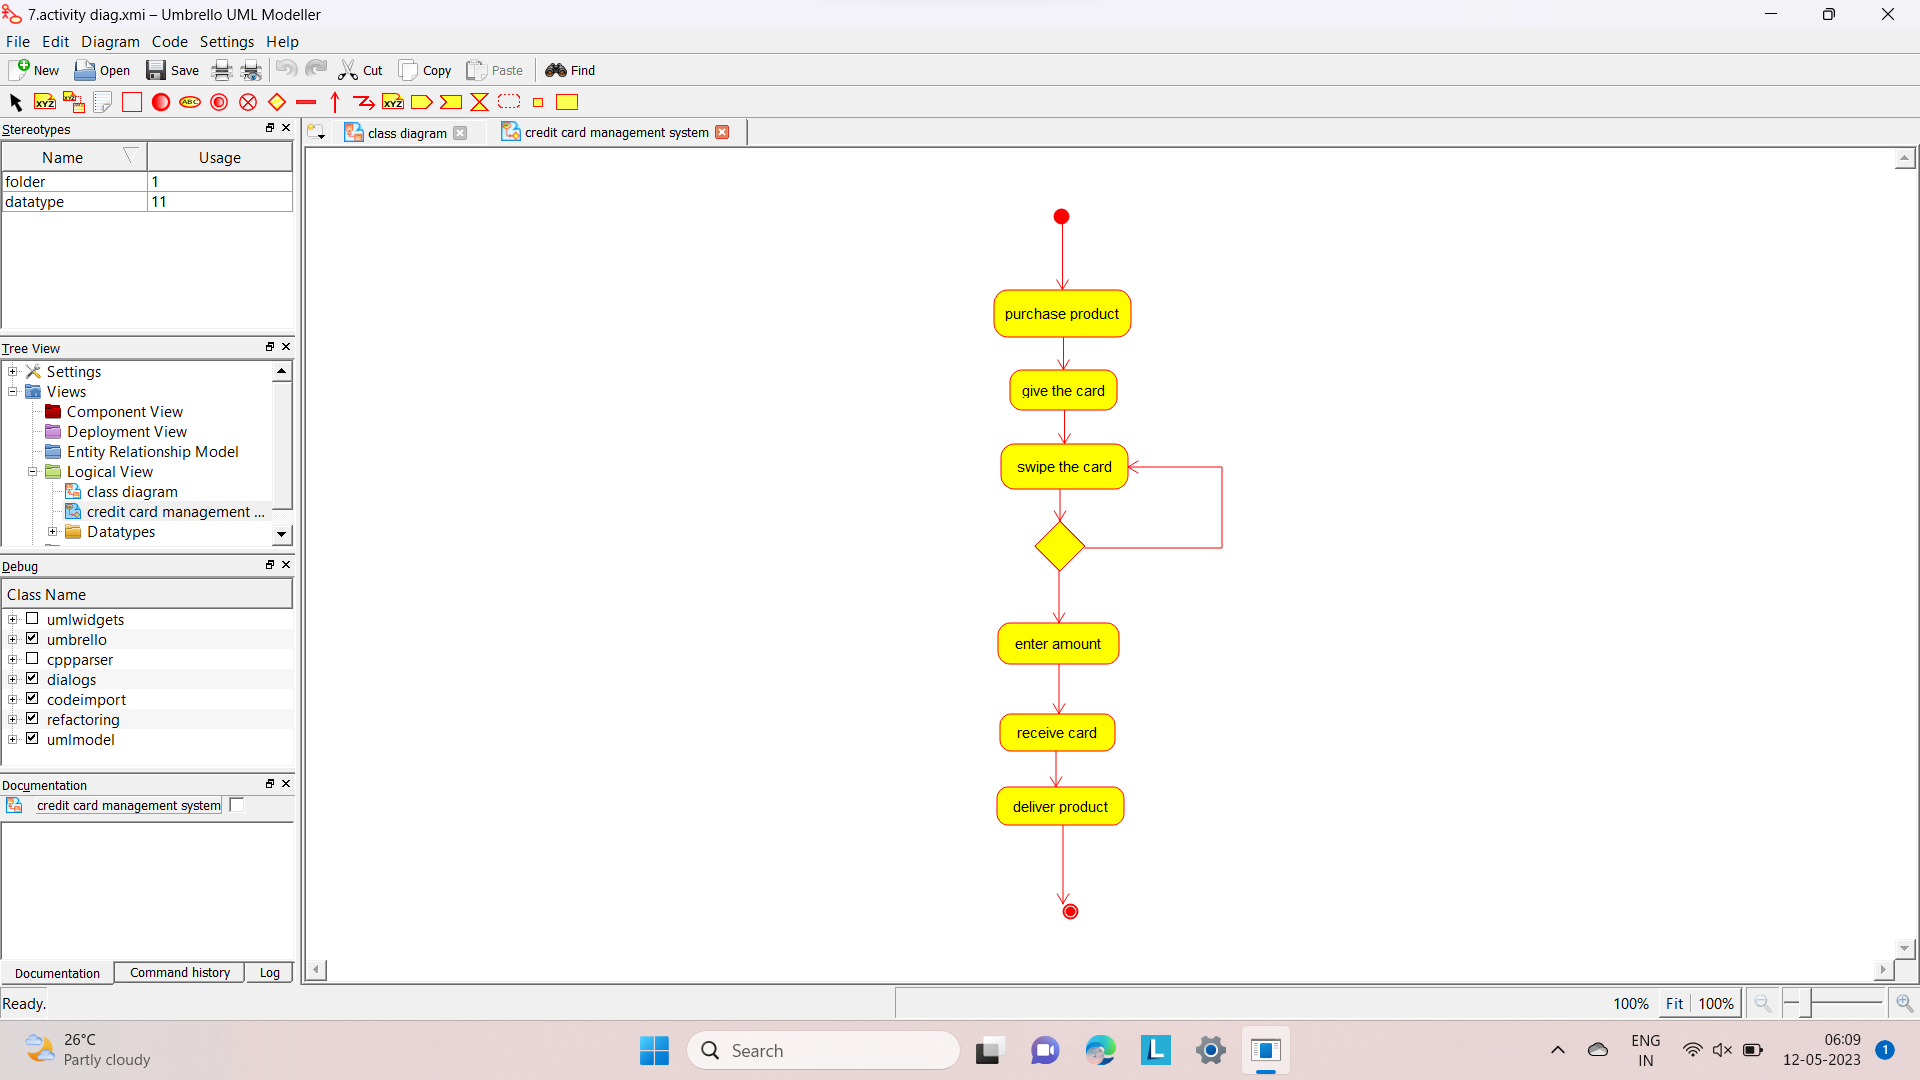 7.activity diag.xmi – Umbrello UML Modeller
File Edit Diagram Code Settings Help
New Open Save Cut Copy Paste Find
XYZ ABC XYZ
Stereotypes
Name Usage
folder 1
datatype 11
Tree View
Settings
Views
Component View
Deployment View
Entity Relationship Model
Logical View
class diagram
credit card management ...
Datatypes
Debug
Class Name
umlwidgets
umbrello
cppparser
dialogs
codeimport
refactoring
umlmodel
Documentation
credit card management system
Documentation Command history Log
class diagram credit card management system
purchase product
give the card
swipe the card
enter amount
receive card
deliver product
Ready.
100% Fit 100%
26°C
Partly cloudy
Search
ENG
IN
06:09
12-05-2023
1